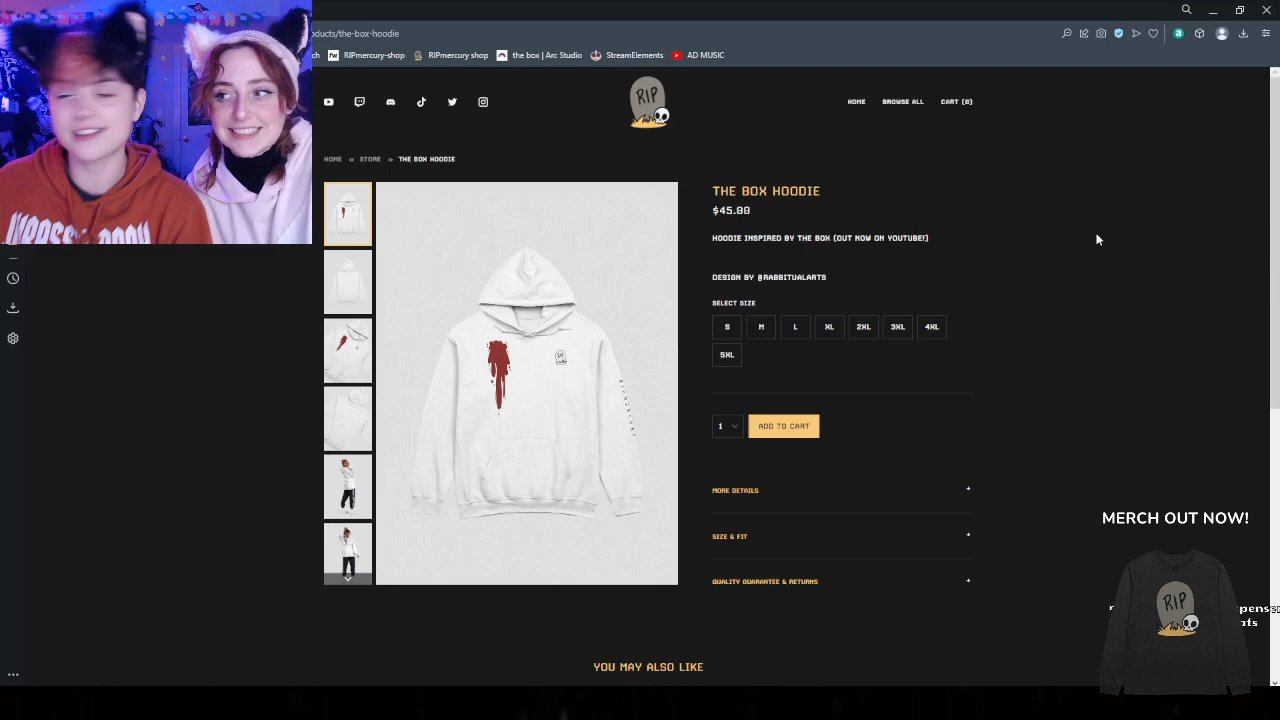 oducts/the-box-hoodie
ch RIPmercury-shop RIPmercury shop the box | Arc Studio StreamElements AD MUSIC
RIP
HOME BROWSE ALL CART (0)
HOME » STORE » THE BOX HOODIE
THE BOX HOODIE
$45.00
HOODIE INSPIRED BY THE BOX (OUT NOW ON YOUTUBE!)
DESIGN BY @RABBITUALARTS
SELECT SIZE
S M L XL 2XL 3XL 4XL
5XL
RIP
1 ADD TO CART
MORE DETAILS +
SIZE & FIT +
QUALITY GUARANTEE & RETURNS +
MERCH OUT NOW!
RIP
YOU MAY ALSO LIKE